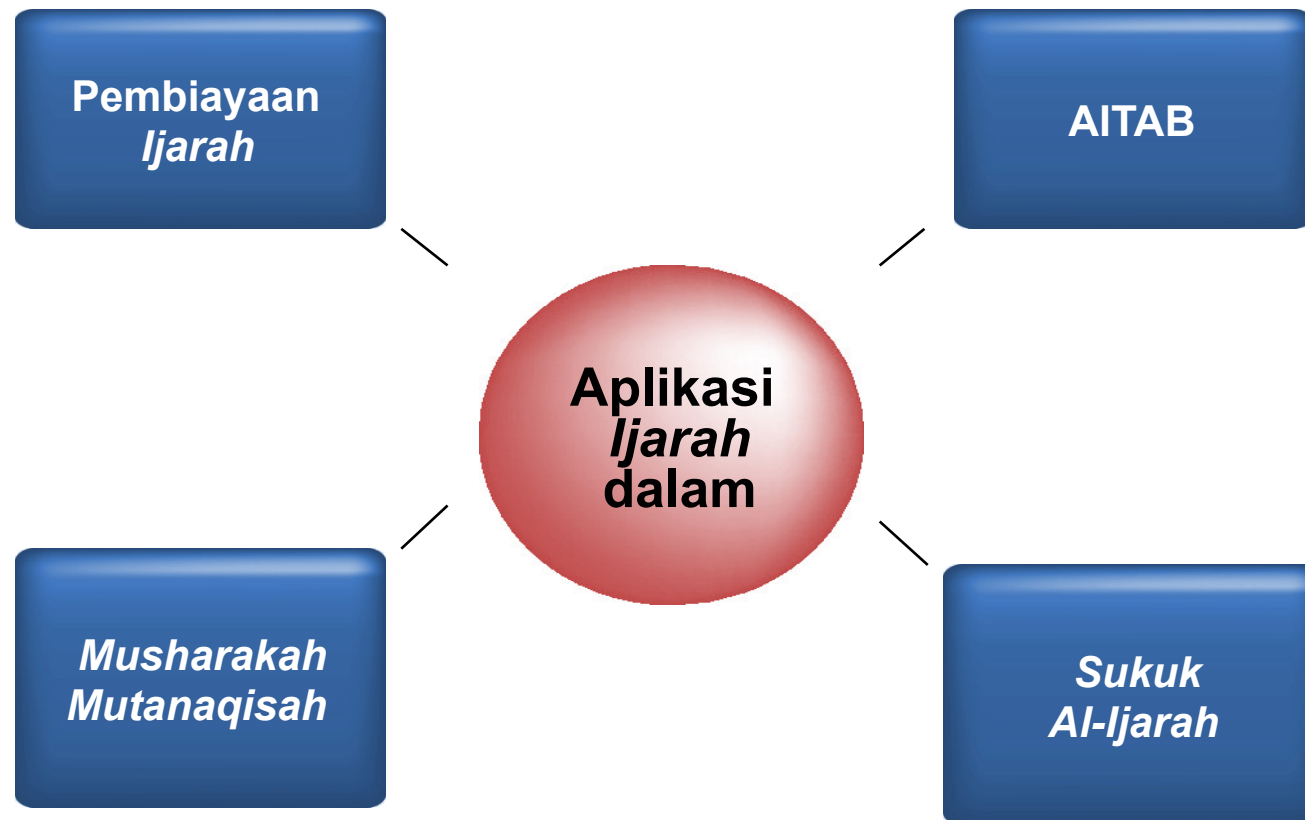 Pembiayaan
Ijarah
AITAB
Aplikasi
Ijarah
dalam
Musharakah
Mutanaqisah
Sukuk
Al-Ijarah